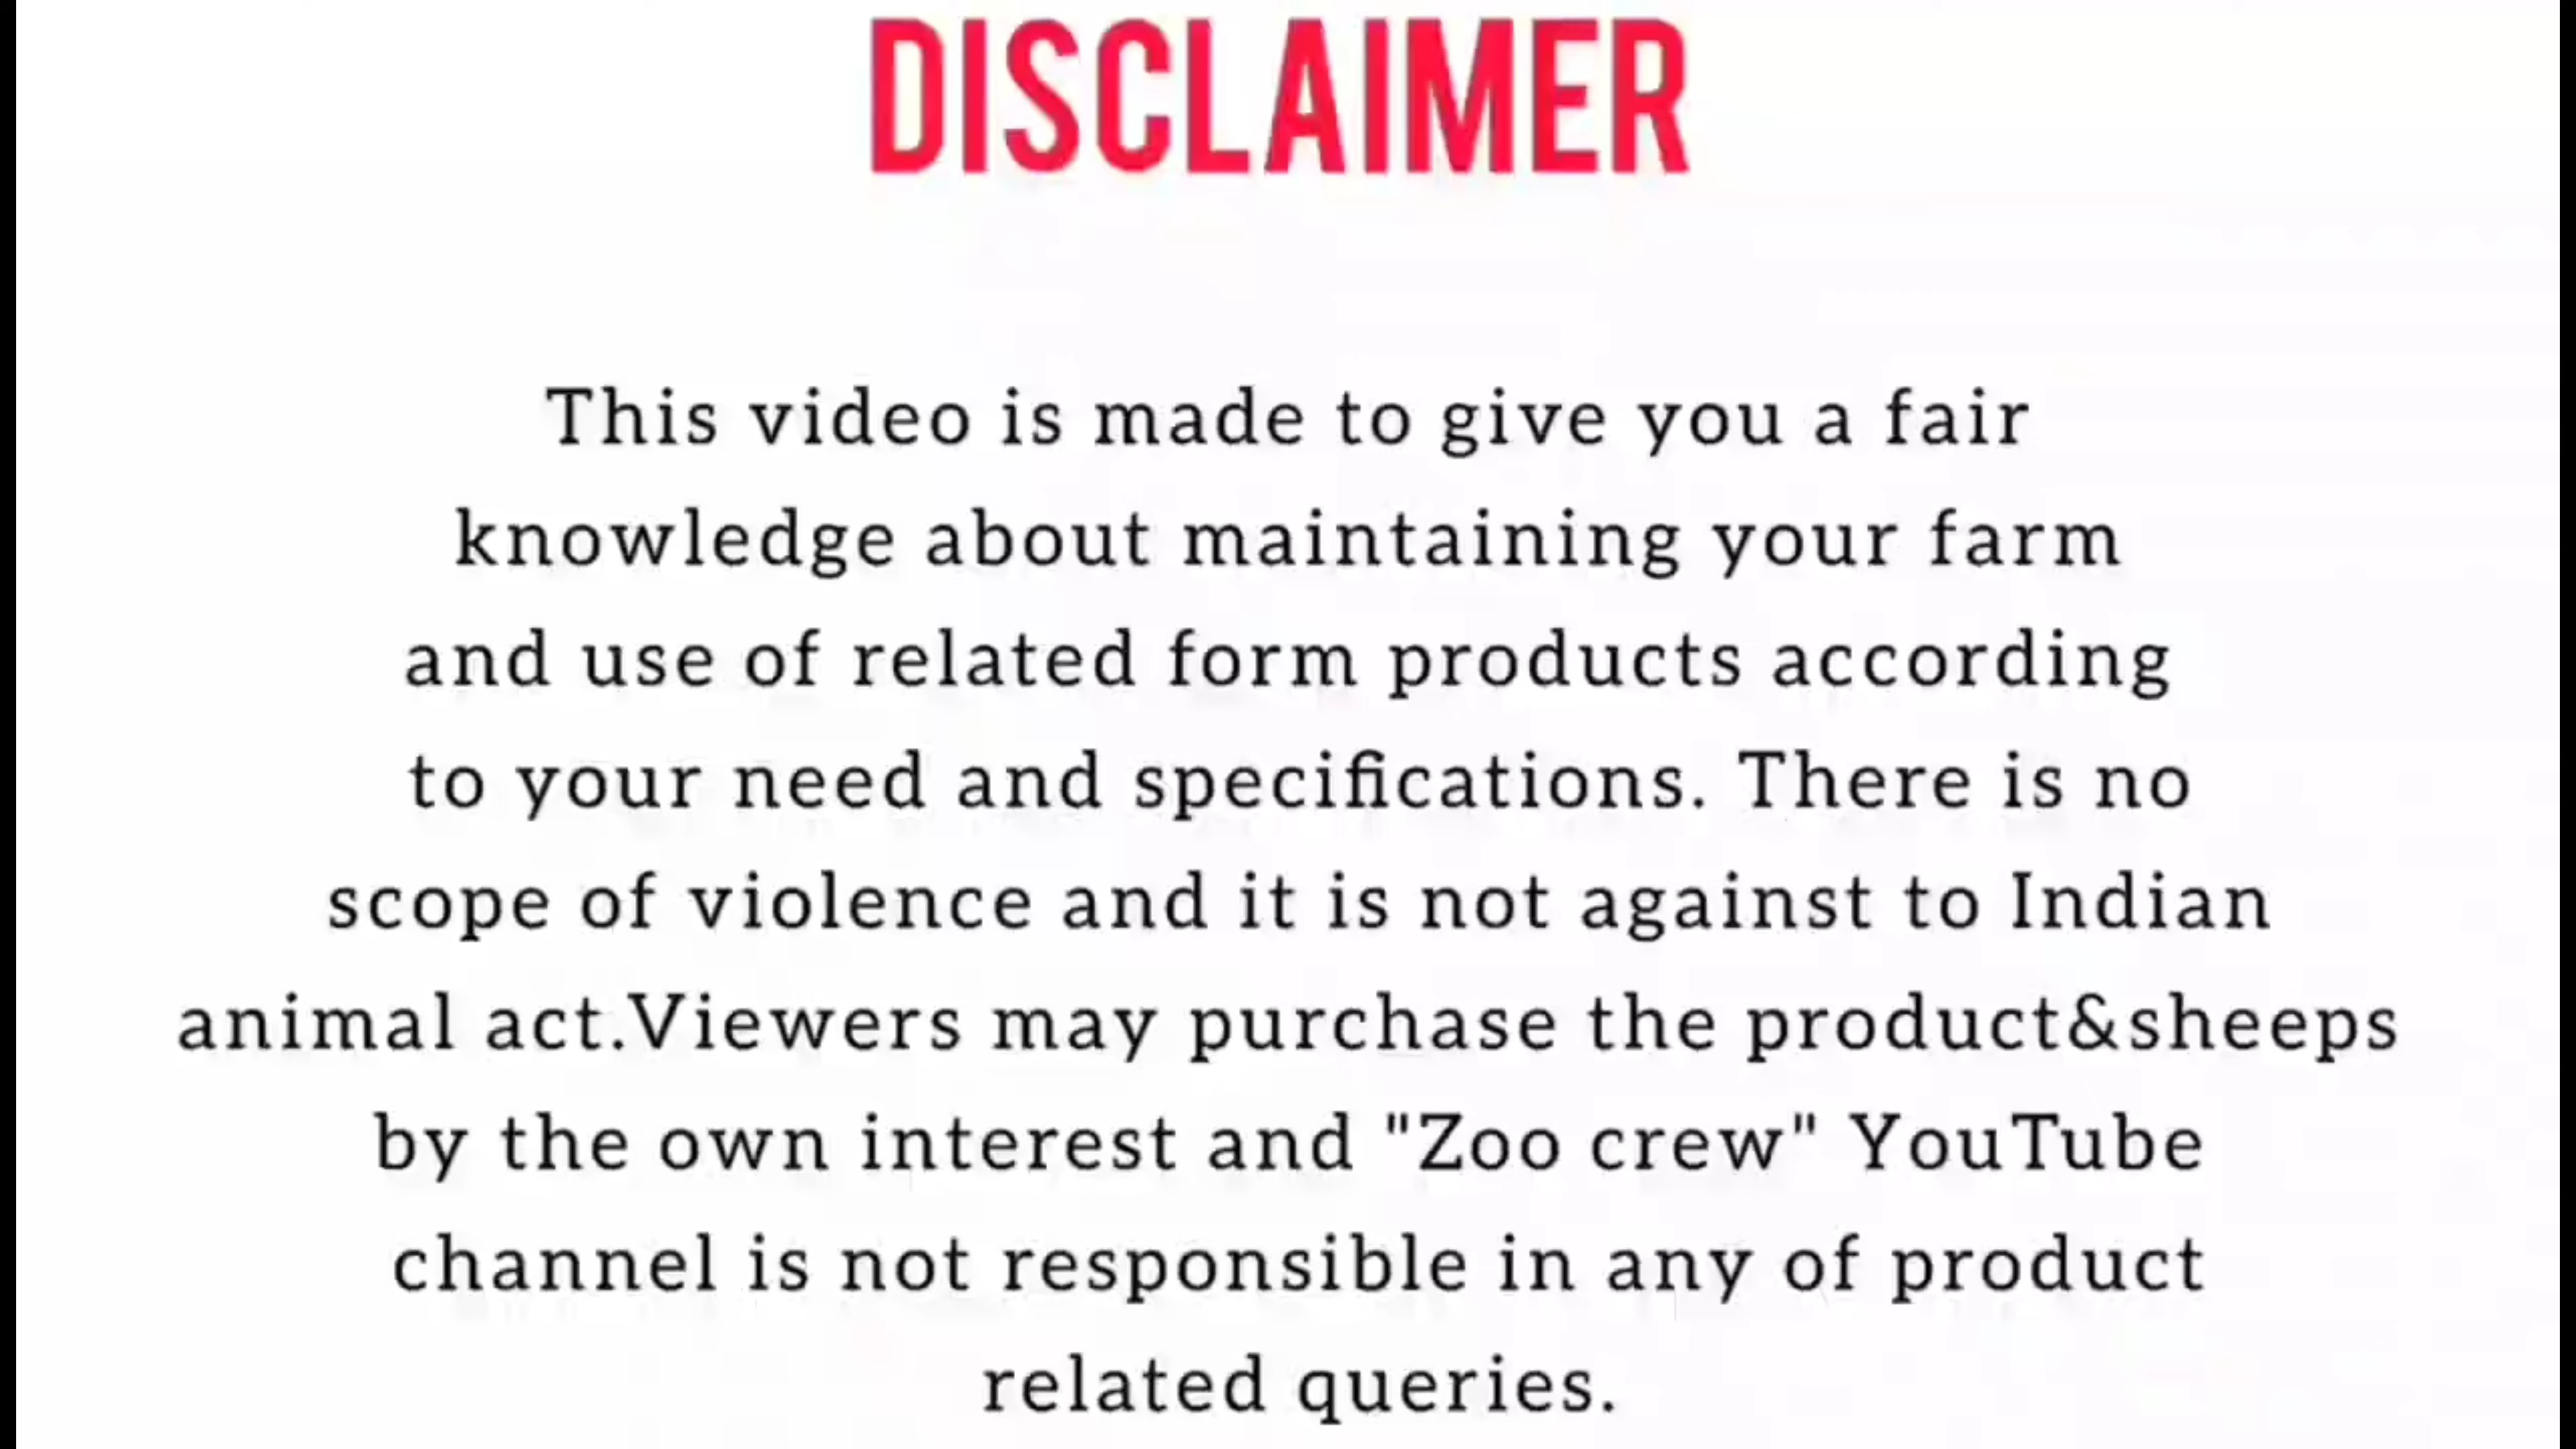 DISCLAIMER
This video is made to give you a fair
knowledge about maintaining your farm
and use of related form products according
to your need and specifications. There is no
scope of violence and it is not against to Indian
animal act.Viewers may purchase the product&sheeps
by the own interest and "Zoo crew" YouTube
channel is not responsible in any of product
related queries.